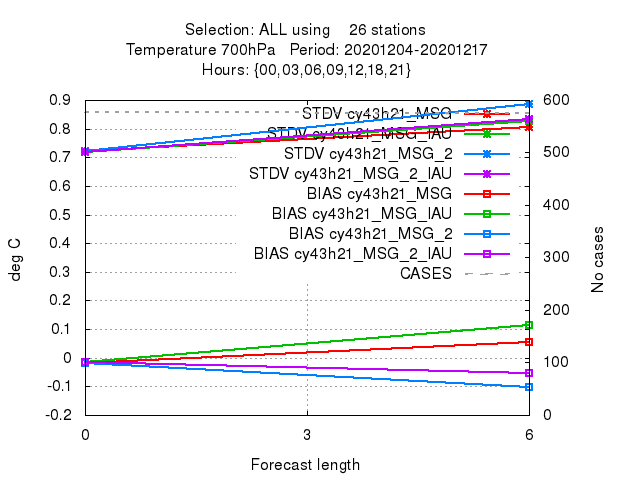 Selection: ALL using 26 stations
Temperature 700hPa Period: 20201204-20201217
Hours: {00,03,06,09,12,18,21}
0.9
0.8
0.7
0.6
0.5
0.4
0.3
0.2
0.1
0
-0.1
-0.2
deg C
STDV cy43h21_MSG
STDV cy43h21_MSG_IAU
STDV cy43h21_MSG_2
STDV cy43h21_MSG_2_IAU
BIAS cy43h21_MSG
BIAS cy43h21_MSG_IAU
BIAS cy43h21_MSG_2
BIAS cy43h21_MSG_2_IAU
CASES
600
500
400
300
200
100
0
No cases
0 3 6
Forecast length